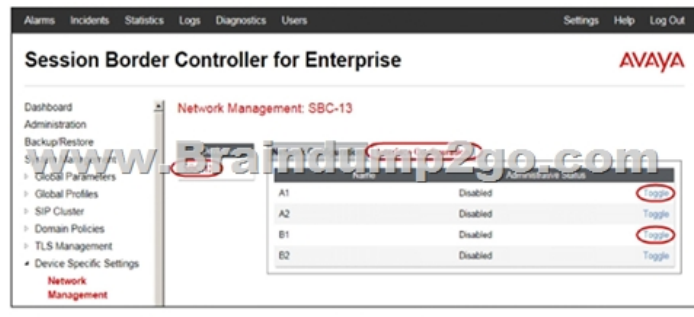 Alarms Incidents Statistics Logs Diagnostics Users Settings Help Log Out
Session Border Controller for Enterprise
AVAYA
Dashboard
Administration
Backup/Restore
Network Management: SBC-13
www.Braindump2go.com
Global Parameters
Global Profiles
SIP Cluster
Domain Policies
TLS Management
Device Specific Settings
Network
Management
Name Administrative Status
A1 Disabled Toggle
A2 Disabled Toggle
B1 Disabled Toggle
B2 Disabled Toggle